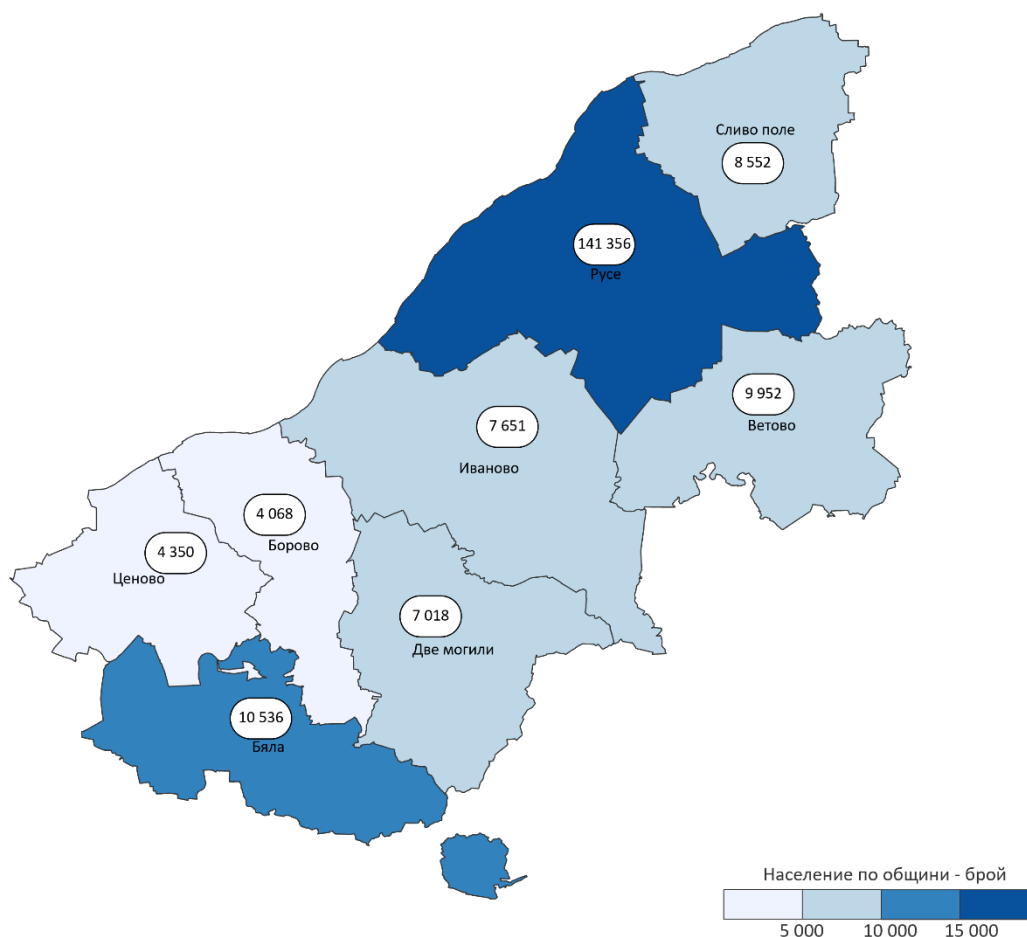 Сливо поле
8 552
141 356
Русе
9 952
Ветово
7 651
Иваново
4 068
Борово
4 350
Ценово
7 018
Две могили
10 536
Бяла
Население по общини - брой
5 000 10 000 15 000